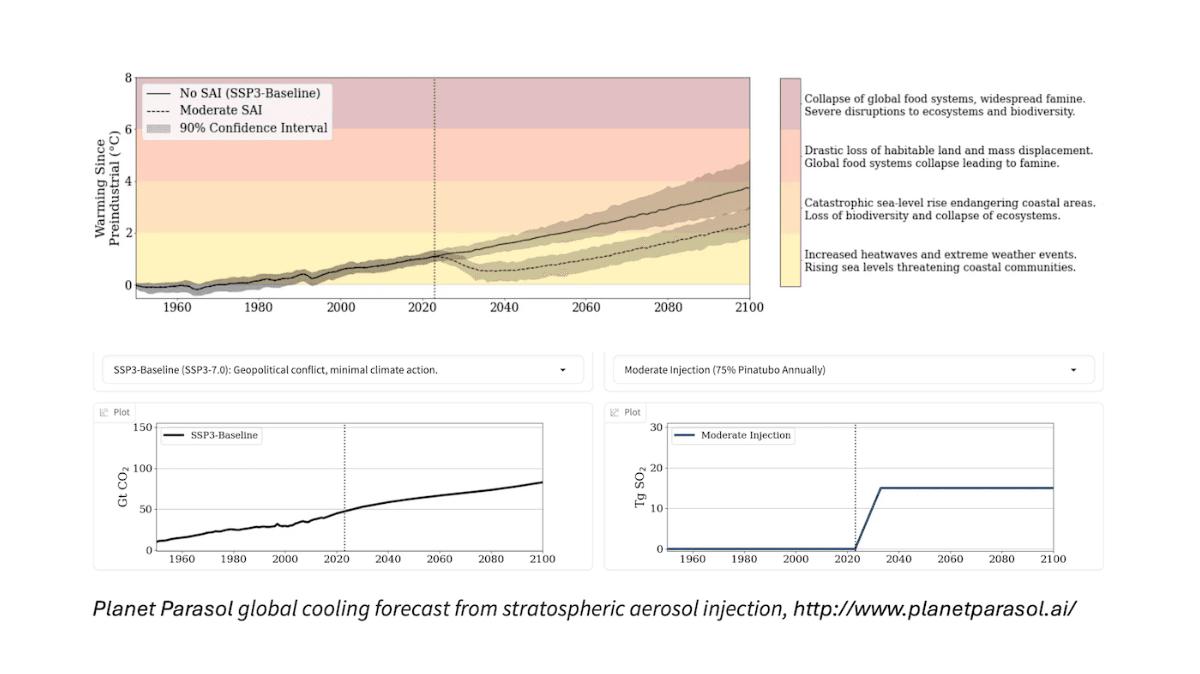 8
6
4
2
0
Warming Since
Preindustrial (°C)
No SAI (SSP3-Baseline)
Moderate SAI
90% Confidence Interval
1960 1980 2000 2020 2040 2060 2080 2100
Collapse of global food systems, widespread famine.
Severe disruptions to ecosystems and biodiversity.
Drastic loss of habitable land and mass displacement.
Global food systems collapse leading to famine.
Catastrophic sea-level rise endangering coastal areas.
Loss of biodiversity and collapse of ecosystems.
Increased heatwaves and extreme weather events.
Rising sea levels threatening coastal communities.
SSP3-Baseline (SSP3-7.0): Geopolitical conflict, minimal climate action.
Moderate Injection (75% Pinatubo Annually)
Plot
150
100
50
0
Gt CO₂
SSP3-Baseline
1960 1980 2000 2020 2040 2060 2080 2100
Plot
30
20
10
0
Tg SO₂
Moderate Injection
1960 1980 2000 2020 2040 2060 2080 2100
Planet Parasol global cooling forecast from stratospheric aerosol injection, http://www.planetparasol.ai/